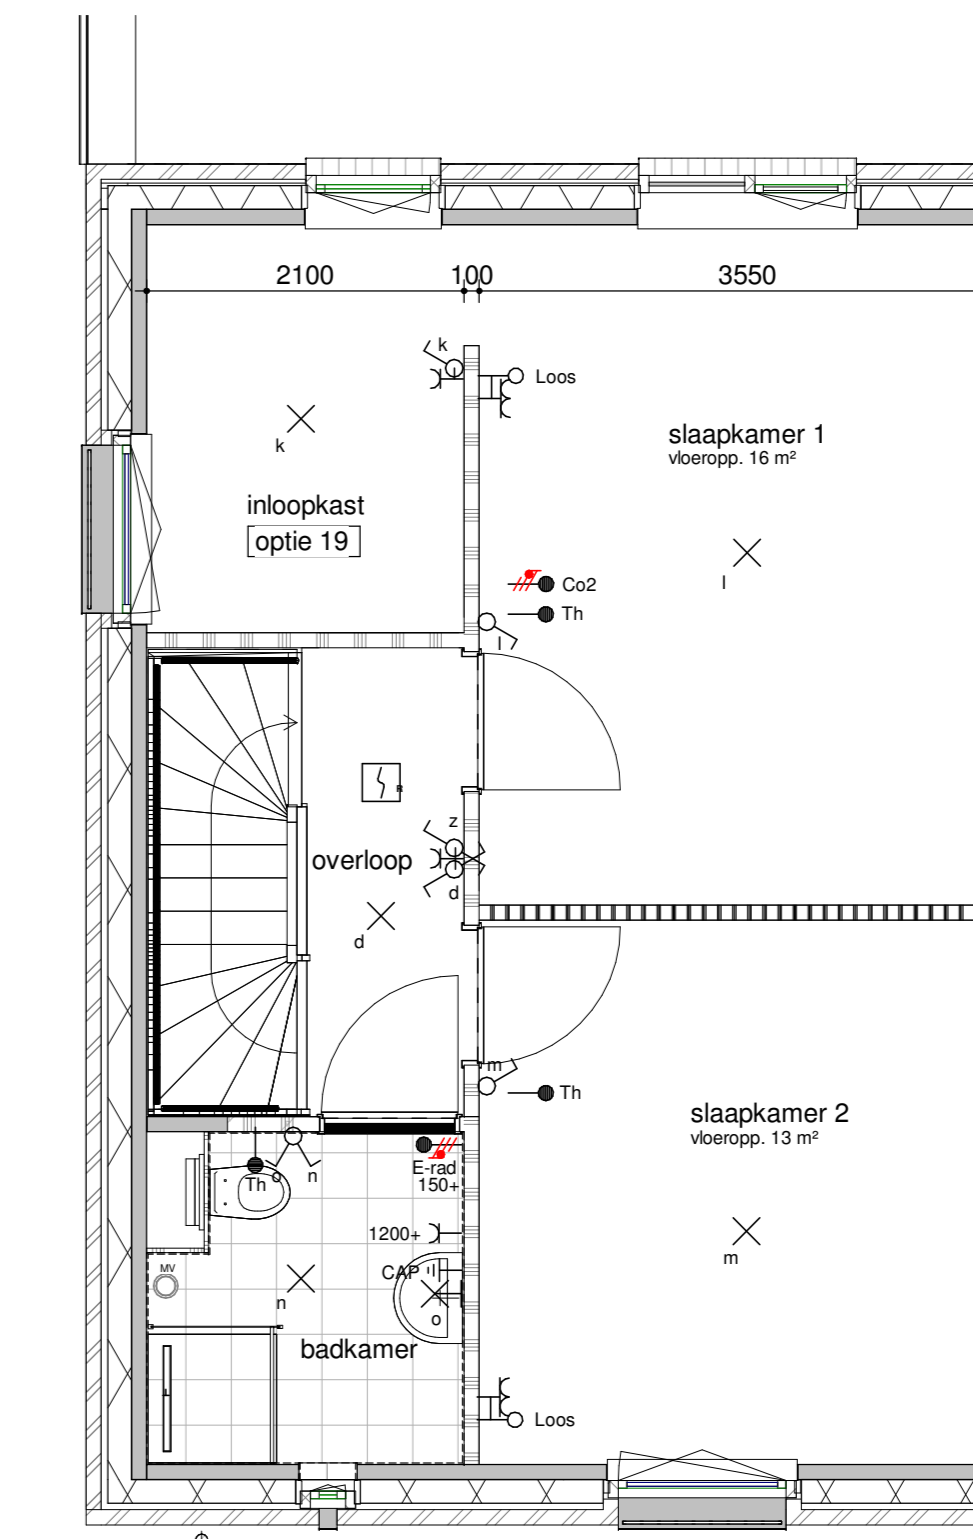 2100
100
3550
k
Loos
slaapkamer 1
vloeropp. 16 m²
k
inloopkast
optie 19
l
Co2
Th
l
R
z
overloop
d
d
m
Th
slaapkamer 2
vloeropp. 13 m²
E-rad
150+
Th
o
n
1200+
m
MV
CAP
n
o
badkamer
Loos